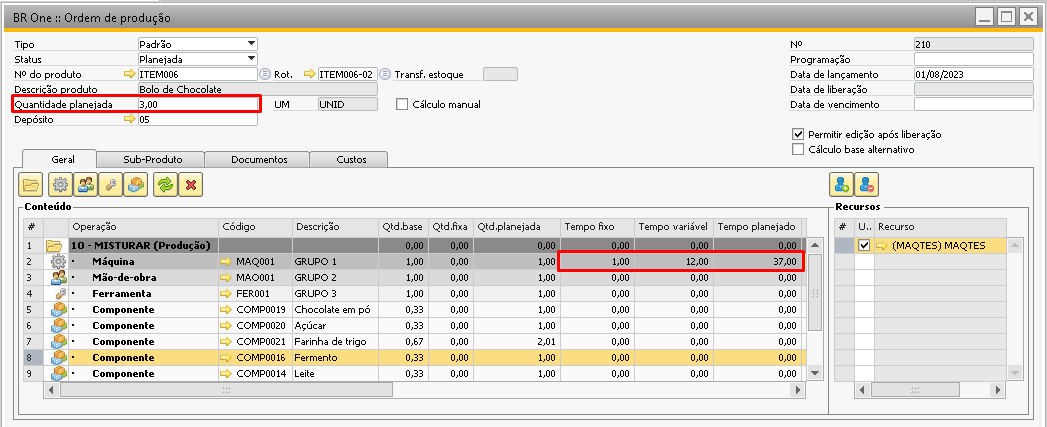 BR One :: Ordem de produção
Tipo Padrão Nº 210
Status Planejada Programação
Nº do produto ITEM006 Rot. ITEM006-02 Transf. estoque Data de lançamento 01/08/2023
Descrição produto Bolo de Chocolate Data de liberação
Quantidade planejada 3,00 UM UNID Cálculo manual Data de vencimento
Depósito 05
Permitir edição após liberação
Cálculo base alternativo
Geral Sub-Produto Documentos Custos
Conteúdo Recursos
# Operação Código Descrição Qtd.base Qtd.fixa Qtd.planejada Tempo fixo Tempo variável Tempo planejado # U.. Recurso
1 10 - MISTURAR (Produção) 0,00 0,00 0,00 0,00 0,00 0,00 (MAQTES) MAQTES
2 Máquina MAQ001 GRUPO 1 1,00 0,00 1,00 1,00 12,00 37,00
3 Mão-de-obra MAO001 GRUPO 2 1,00 0,00 1,00 0,00 0,00 0,00
4 Ferramenta FER001 GRUPO 3 1,00 0,00 1,00 0,00 0,00 0,00
5 Componente COMP0019 Chocolate em pó 0,33 0,00 1,00 0,00 0,00 0,00
6 Componente COMP0020 Açúcar 0,33 0,00 1,00 0,00 0,00 0,00
7 Componente COMP0021 Farinha de trigo 0,67 0,00 2,01 0,00 0,00 0,00
8 Componente COMP0016 Fermento 0,33 0,00 1,00 0,00 0,00 0,00
9 Componente COMP0014 Leite 0,33 0,00 1,00 0,00 0,00 0,00